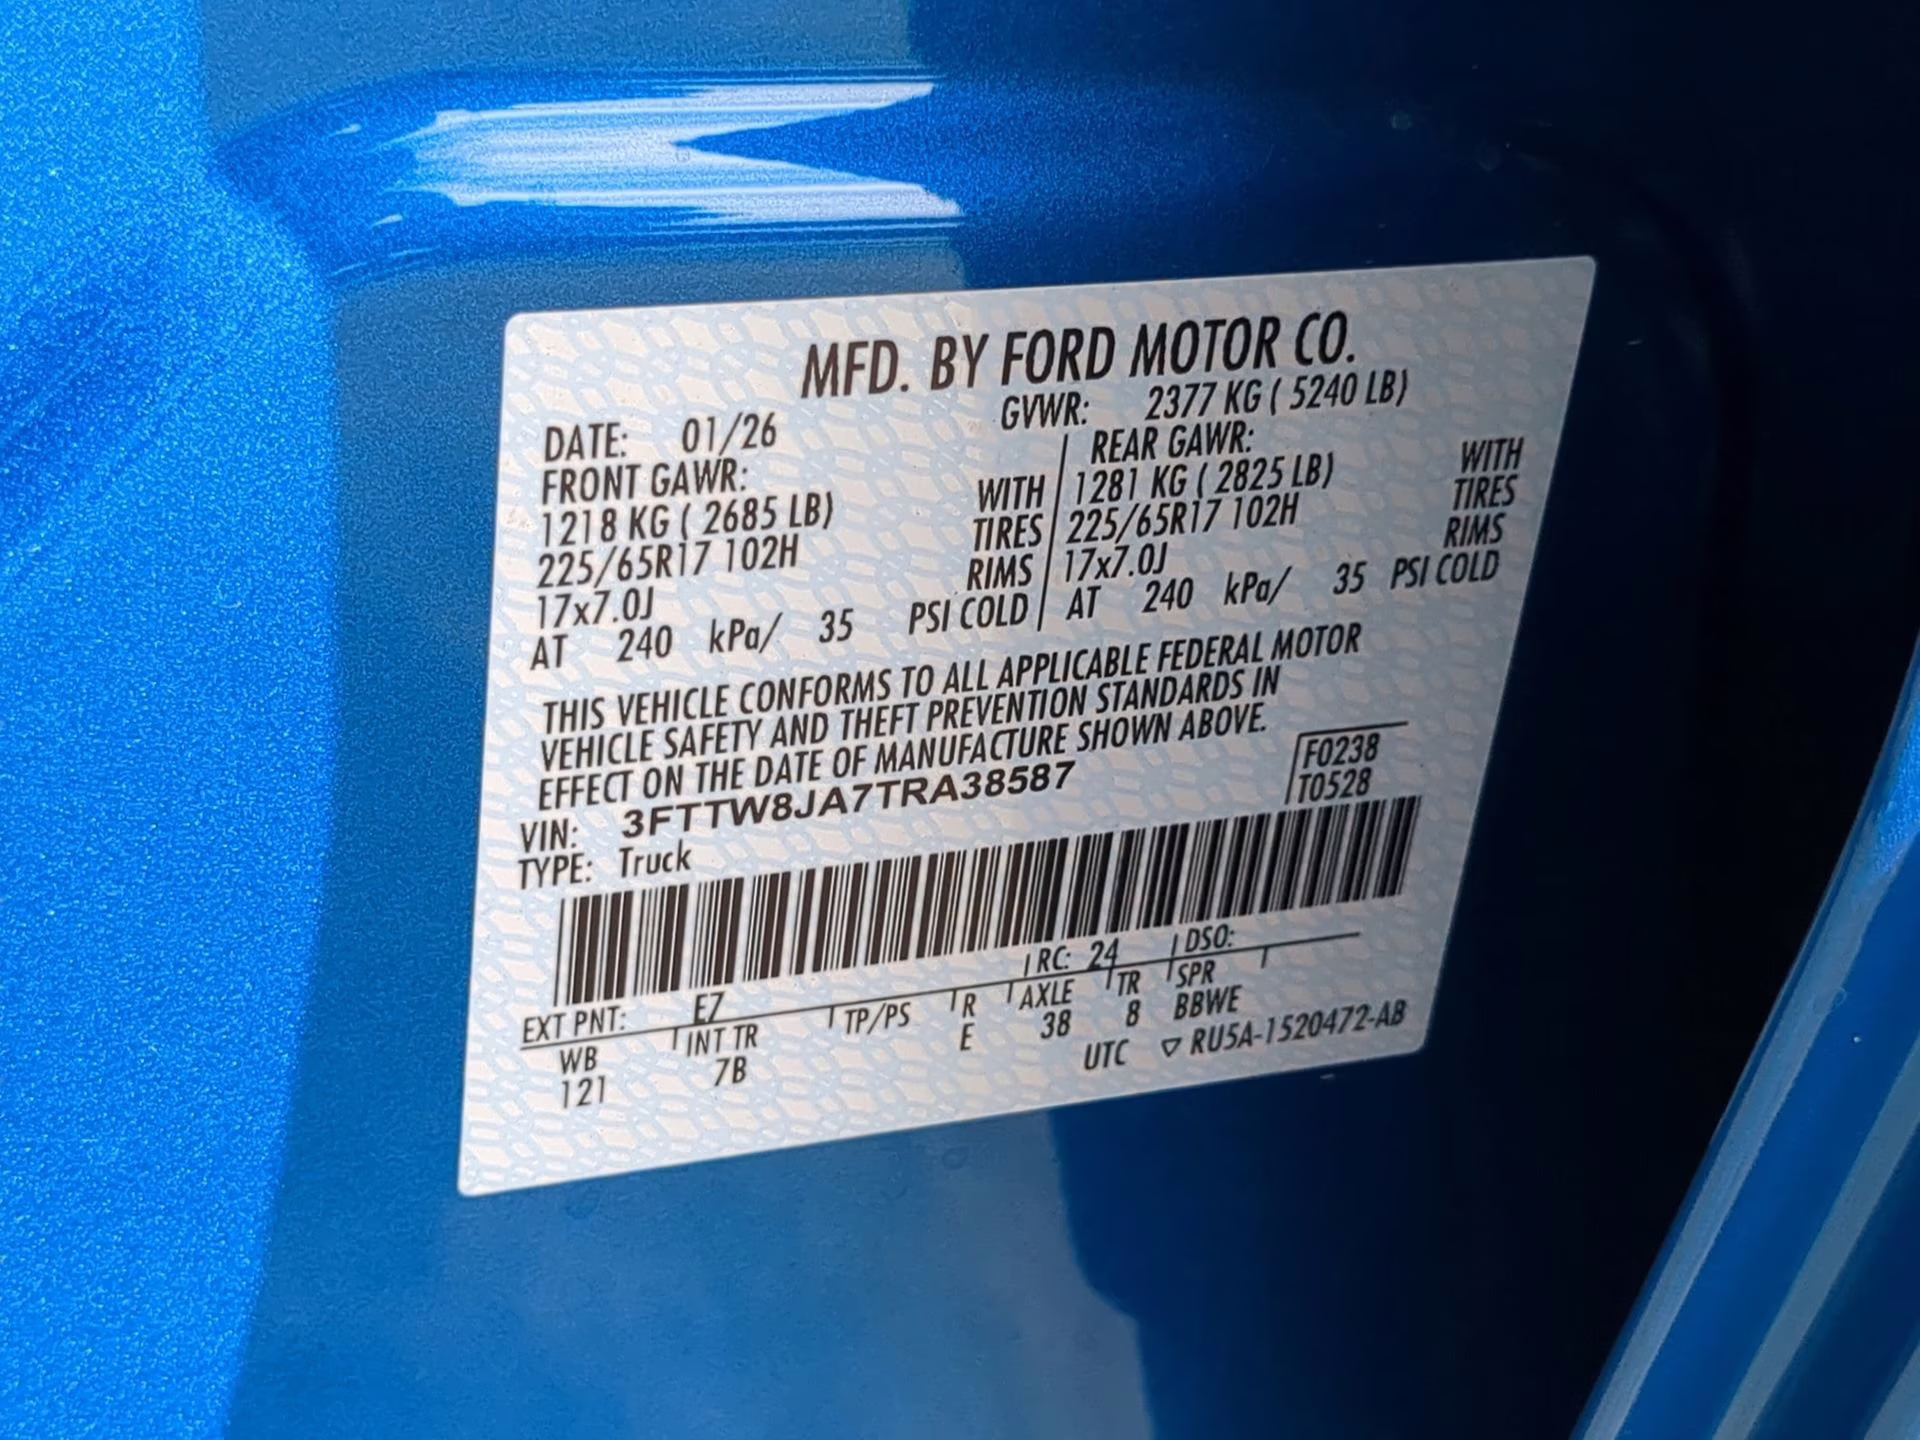 MFD. BY FORD MOTOR CO.
DATE: 01/26 GVWR: 2377 KG ( 5240 LB)
FRONT GAWR: REAR GAWR:
1218 KG ( 2685 LB) WITH 1281 KG ( 2825 LB) WITH
225/65R17 102H TIRES 225/65R17 102H TIRES
17x7.0J RIMS 17x7.0J RIMS
AT 240 kPa/ 35 PSI COLD AT 240 kPa/ 35 PSI COLD
THIS VEHICLE CONFORMS TO ALL APPLICABLE FEDERAL MOTOR
VEHICLE SAFETY AND THEFT PREVENTION STANDARDS IN
EFFECT ON THE DATE OF MANUFACTURE SHOWN ABOVE.
VIN: 3FTTW8JA7TRA38587 F0238
TYPE: Truck T0528
RC: 24 DSO:
EXT PNT: EZ
WB INT TR TP/PS R AXLE TR SPR
121 7B E 38 8 BBWE
UTC ▽ RU5A-1520472-AB